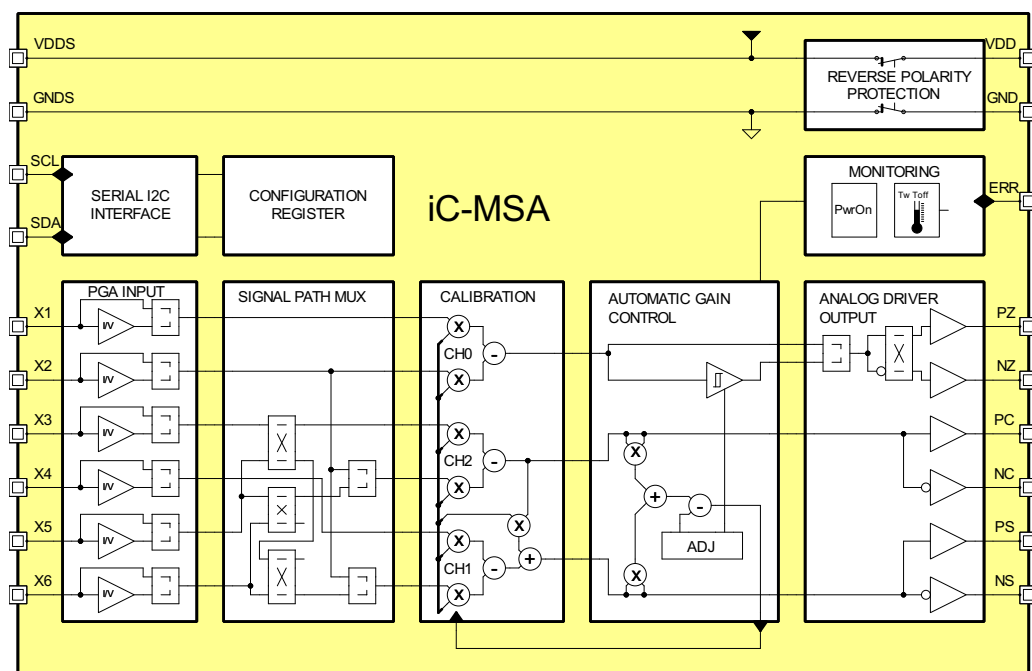 VDDS
VDD
REVERSE POLARITY
PROTECTION
GNDS
GND
SCL
SERIAL I2C
INTERFACE
SDA
CONFIGURATION
REGISTER
iC-MSA
MONITORING
PwrOn
Tw Toff
ERR
PGA INPUT
SIGNAL PATH MUX
CALIBRATION
AUTOMATIC GAIN
CONTROL
ANALOG DRIVER
OUTPUT
X1
I/V
X
CH0
-
X
PZ
X2
I/V
X
NZ
X3
I/V
X
X
CH2
-
X
PC
X4
I/V
X
X
+
-
NC
X5
I/V
X
X
CH1
-
+
ADJ
PS
X6
I/V
X
X
X
NS